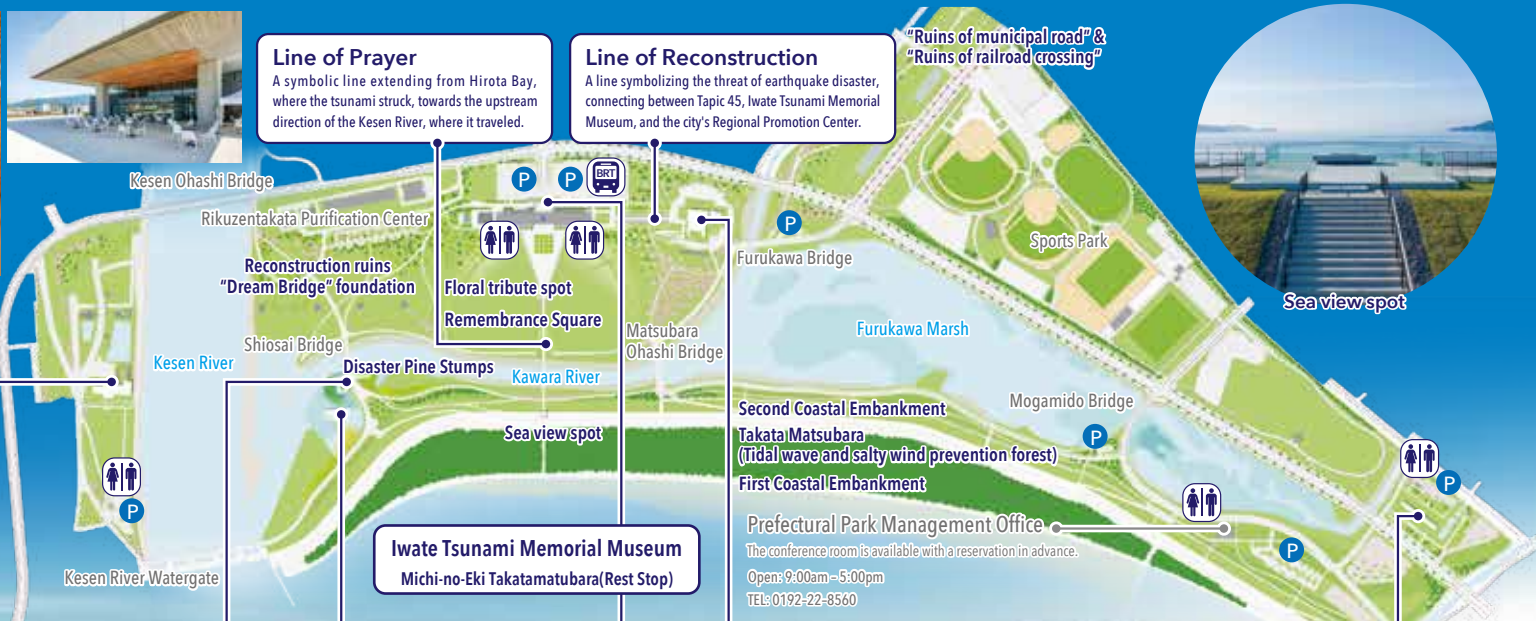 Line of Prayer
A symbolic line extending from Hirota Bay,
where the tsunami struck, towards the upstream
direction of the Kesen River, where it traveled.
Line of Reconstruction
A line symbolizing the threat of earthquake disaster,
connecting between Tapic 45, Iwate Tsunami Memorial
Museum, and the city's Regional Promotion Center.
"Ruins of municipal road" &
"Ruins of railroad crossing"
Kesen Ohashi Bridge
P
P
BRT
Rikuzentakata Purification Center
P
Furukawa Bridge
Sports Park
Sea view spot
Reconstruction ruins
"Dream Bridge" foundation
Floral tribute spot
Remembrance Square
Matsubara
Ohashi Bridge
Furukawa Marsh
Shiosai Bridge
Kesen River
Disaster Pine Stumps
Kawara River
Mogamido Bridge
Second Coastal Embankment
Sea view spot
Takata Matsubara
(Tidal wave and salty wind prevention forest)
P
First Coastal Embankment
P
P
Prefectural Park Management Office
The conference room is available with a reservation in advance.
Open: 9:00am – 5:00pm
TEL: 0192-22-8560
P
Iwate Tsunami Memorial Museum
Michi-no-Eki Takatamatubara(Rest Stop)
Kesen River Watergate